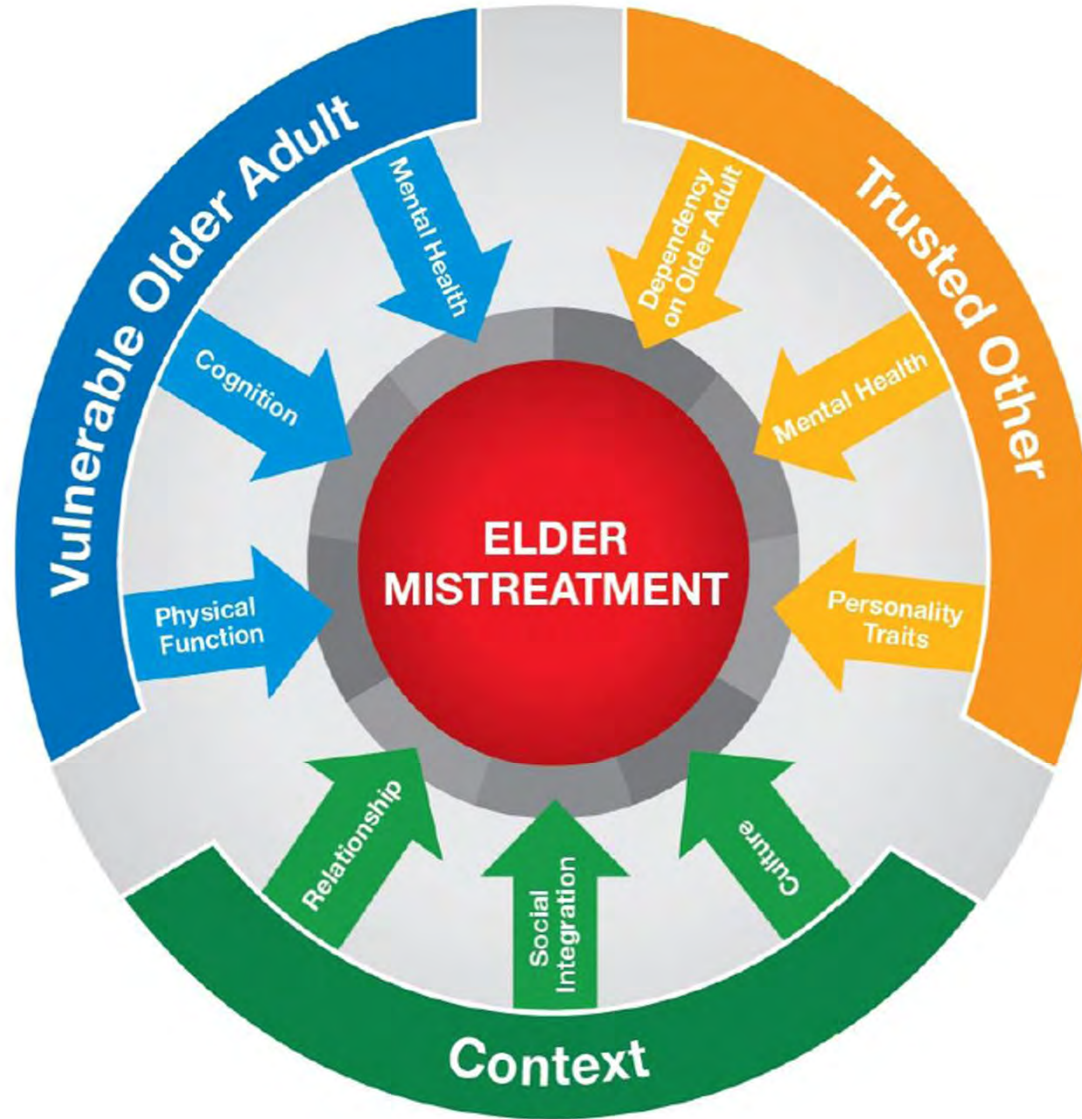 Vulnerable Older Adult
Mental Health
Cognition
Physical
Function
Trusted Other
Dependency
on Older Adult
Mental Health
Personality
Traits
ELDER
MISTREATMENT
Relationship
Social
Integration
Culture
Context